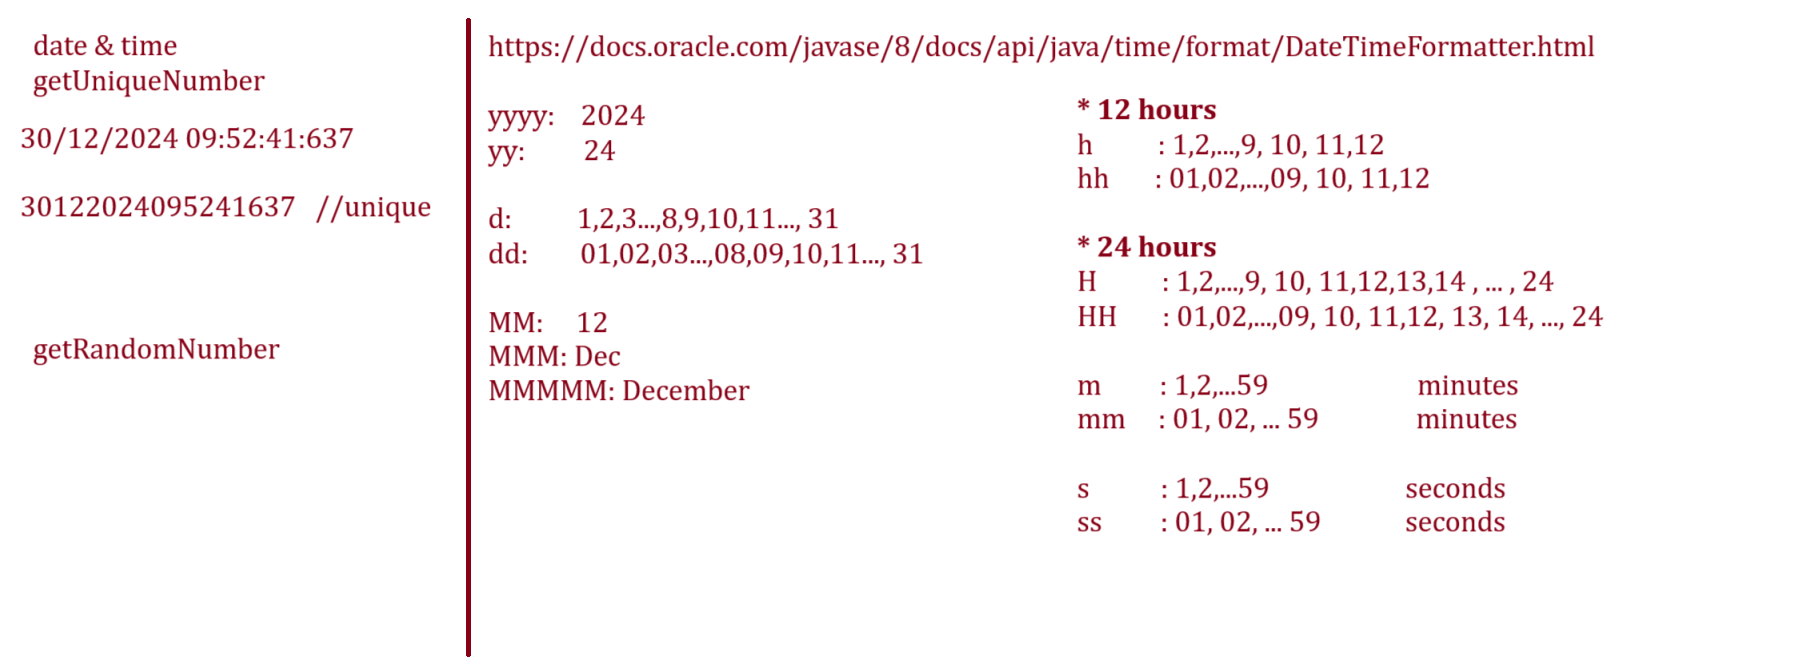 date & time
getUniqueNumber
30/12/2024 09:52:41:637
30122024095241637 //unique
getRandomNumber
https://docs.oracle.com/javase/8/docs/api/java/time/format/DateTimeFormatter.html
yyyy: 2024
yy: 24
d: 1,2,3...,8,9,10,11..., 31
dd: 01,02,03...,08,09,10,11..., 31
MM: 12
MMM: Dec
MMMMM: December
* 12 hours
h : 1,2,...,9, 10, 11,12
hh : 01,02,...,09, 10, 11,12
* 24 hours
H : 1,2,...,9, 10, 11,12,13,14 , ... , 24
HH : 01,02,...,09, 10, 11,12, 13, 14, ..., 24
m : 1,2,...59 minutes
mm : 01, 02, ... 59 minutes
s : 1,2,...59 seconds
ss : 01, 02, ... 59 seconds